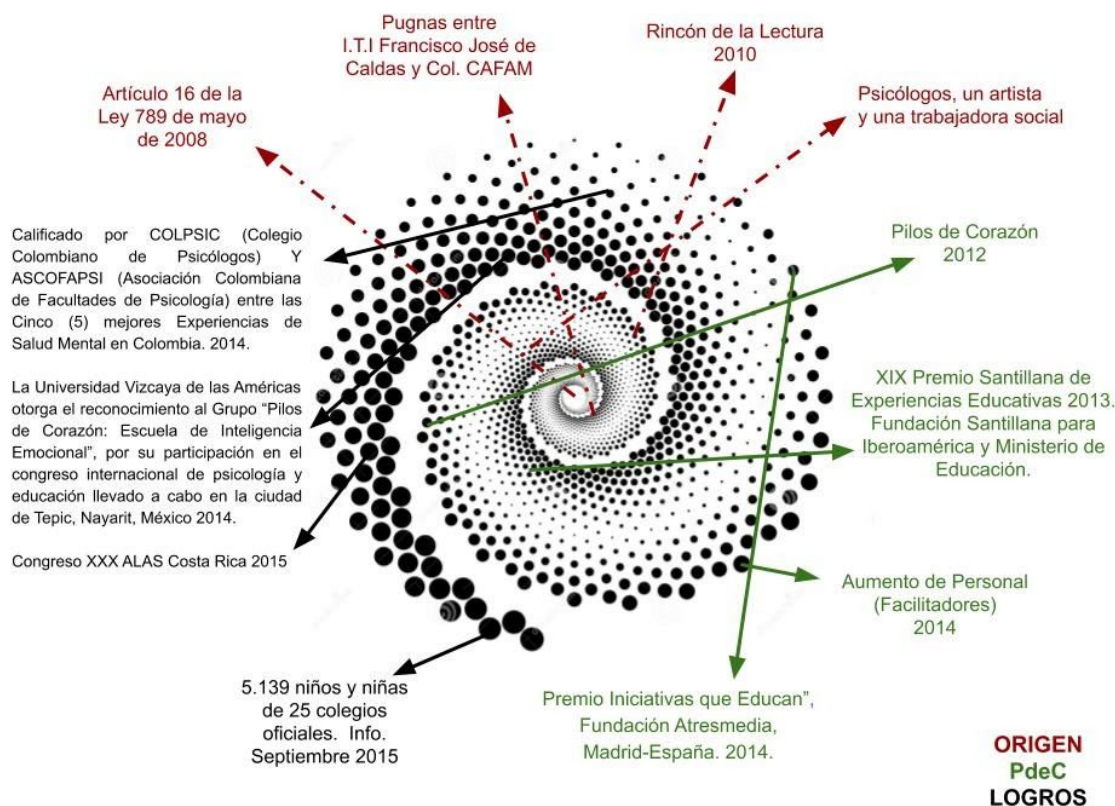 Pugnas entre
I.T.I Francisco José de
Caldas y Col. CAFAM
Rincón de la Lectura
2010
Artículo 16 de la
Ley 789 de mayo
de 2008
Psicólogos, un artista
y una trabajadora social
Calificado por COLPSIC (Colegio
Colombiano de Psicólogos) Y
ASCOFAPSI (Asociación Colombiana
de Facultades de Psicología) entre las
Cinco (5) mejores Experiencias de
Salud Mental en Colombia. 2014.
La Universidad Vizcaya de las Américas
otorga el reconocimiento al Grupo “Pilos
de Corazón: Escuela de Inteligencia
Emocional”, por su participación en el
congreso internacional de psicología y
educación llevado a cabo en la ciudad
de Tepic, Nayarit, México 2014.
Congreso XXX ALAS Costa Rica 2015
Pilos de Corazón
2012
XIX Premio Santillana de
Experiencias Educativas 2013.
Fundación Santillana para
Iberoamérica y Ministerio de
Educación.
Aumento de Personal
(Facilitadores)
2014
5.139 niños y niñas
de 25 colegios
oficiales. Info.
Septiembre 2015
Premio Iniciativas que Educan”,
Fundación Atresmedia,
Madrid-España. 2014.
ORIGEN
PdeC
LOGROS